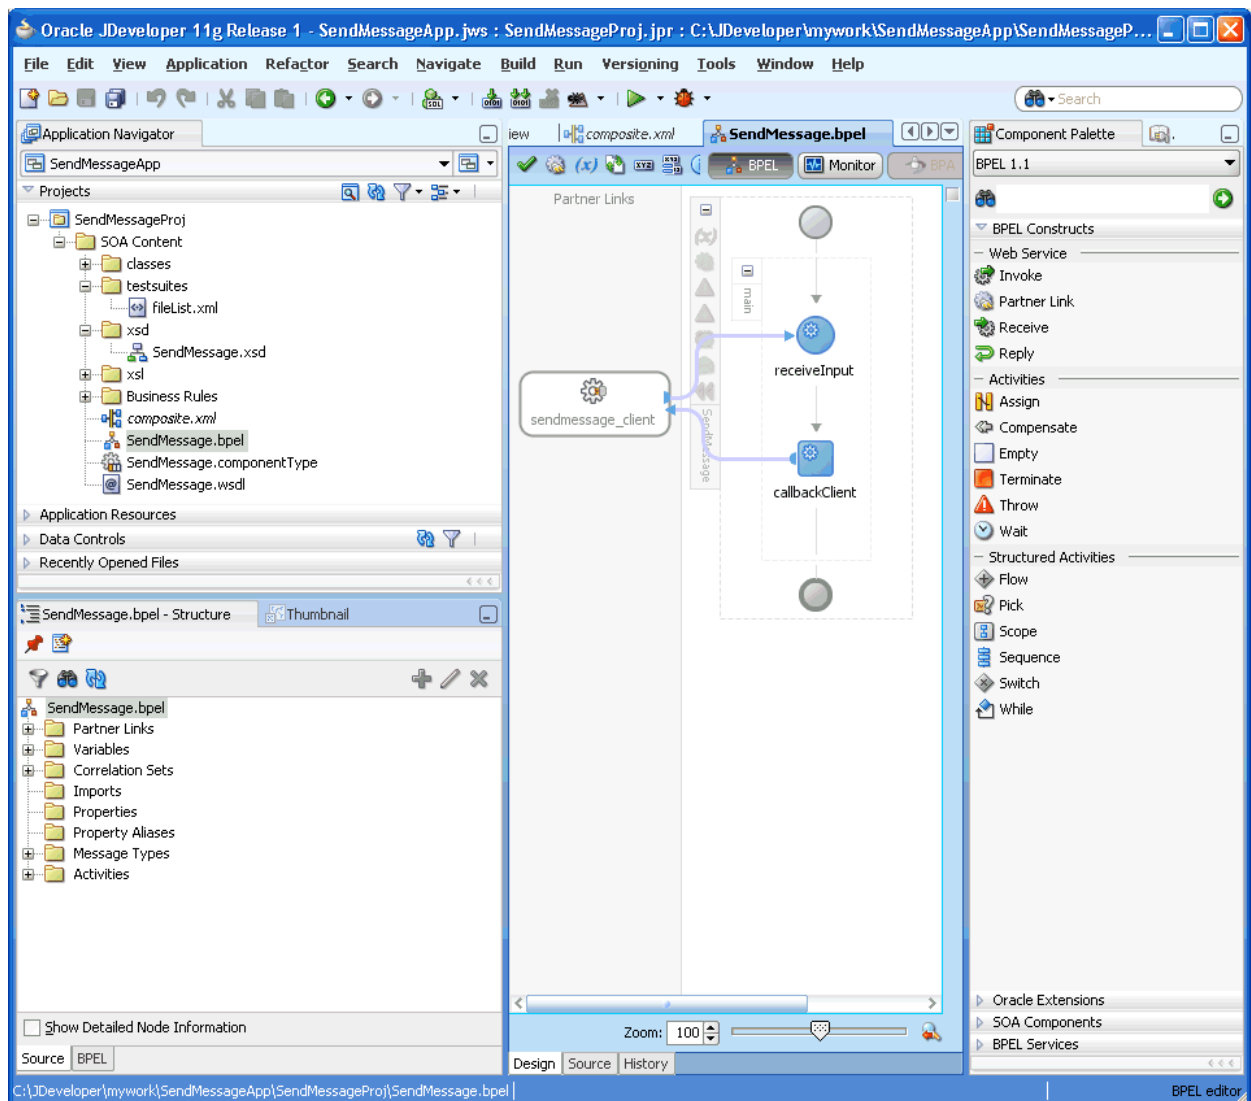 Oracle JDeveloper 11g Release 1 - SendMessageApp.jws : SendMessageProj.jpr : C:\JDeveloper\mywork\SendMessageApp\SendMessageP...
File Edit View Application Refactor Search Navigate Build Run Versioning Tools Window Help
Search
Application Navigator
SendMessageApp
Projects
SendMessageProj
SOA Content
classes
testsuites
fileList.xml
xsd
SendMessage.xsd
xsl
Business Rules
composite.xml
SendMessage.bpel
SendMessage.componentType
SendMessage.wsdl
Application Resources
Data Controls
Recently Opened Files
SendMessage.bpel - Structure
Thumbnail
SendMessage.bpel
Partner Links
Variables
Correlation Sets
Imports
Properties
Property Aliases
Message Types
Activities
Show Detailed Node Information
Source BPEL
iew composite.xml SendMessage.bpel
(x) XYZ BPEL Monitor BPA
Partner Links
(x)
main
receiveInput
sendmessage_client
SendMessage
callbackClient
Zoom: 100
Design Source History
Component Palette
BPEL 1.1
BPEL Constructs
Web Service
Invoke
Partner Link
Receive
Reply
Activities
Assign
Compensate
Empty
Terminate
Throw
Wait
Structured Activities
Flow
Pick
Scope
Sequence
Switch
While
Oracle Extensions
SOA Components
BPEL Services
C:\JDeveloper\mywork\SendMessageApp\SendMessageProj\SendMessage.bpel
BPEL editor